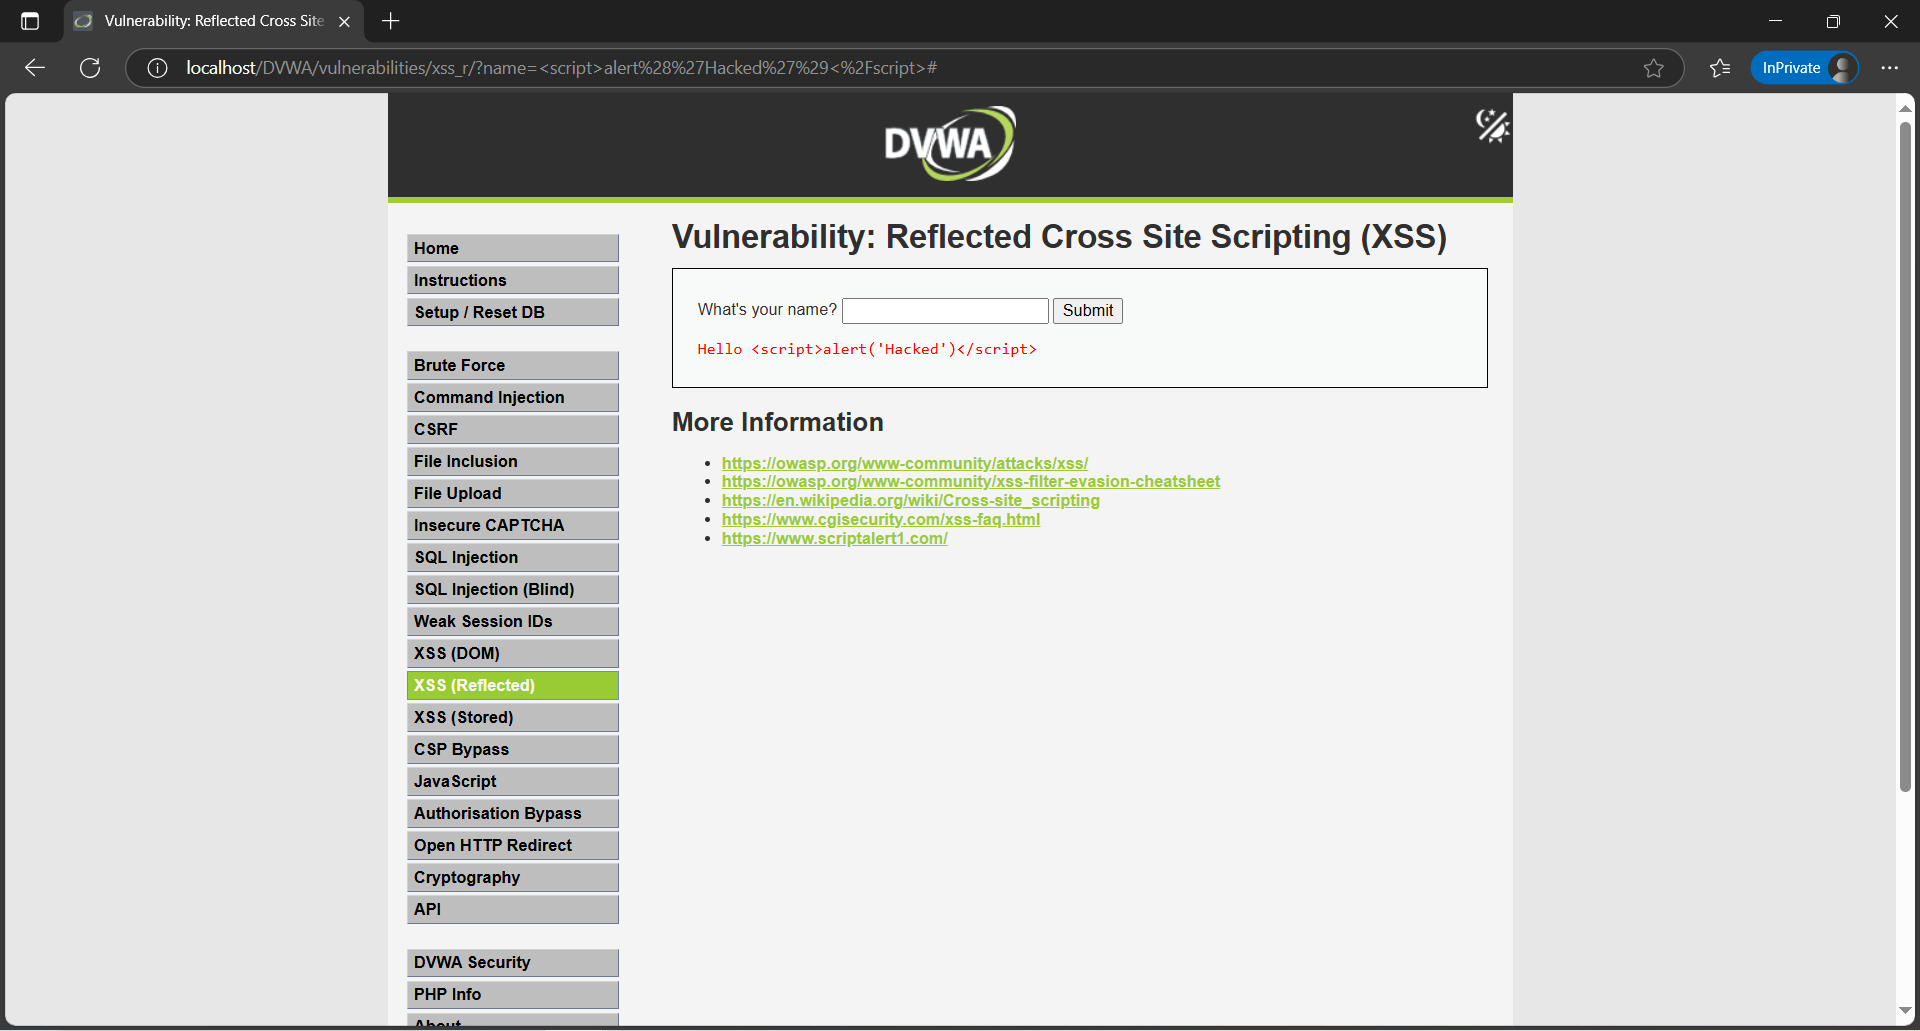 Vulnerability: Reflected Cross Site
localhost/DVWA/vulnerabilities/xss_r/?name=<script>alert%28%27Hacked%27%29<%2Fscript>#
InPrivate
DVWA
Home
Instructions
Setup / Reset DB
Brute Force
Command Injection
CSRF
File Inclusion
File Upload
Insecure CAPTCHA
SQL Injection
SQL Injection (Blind)
Weak Session IDs
XSS (DOM)
XSS (Reflected)
XSS (Stored)
CSP Bypass
JavaScript
Authorisation Bypass
Open HTTP Redirect
Cryptography
API
DVWA Security
PHP Info
About
Vulnerability: Reflected Cross Site Scripting (XSS)
What's your name? Submit
Hello <script>alert('Hacked')</script>
More Information
https://owasp.org/www-community/attacks/xss/
https://owasp.org/www-community/xss-filter-evasion-cheatsheet
https://en.wikipedia.org/wiki/Cross-site_scripting
https://www.cgisecurity.com/xss-faq.html
https://www.scriptalert1.com/